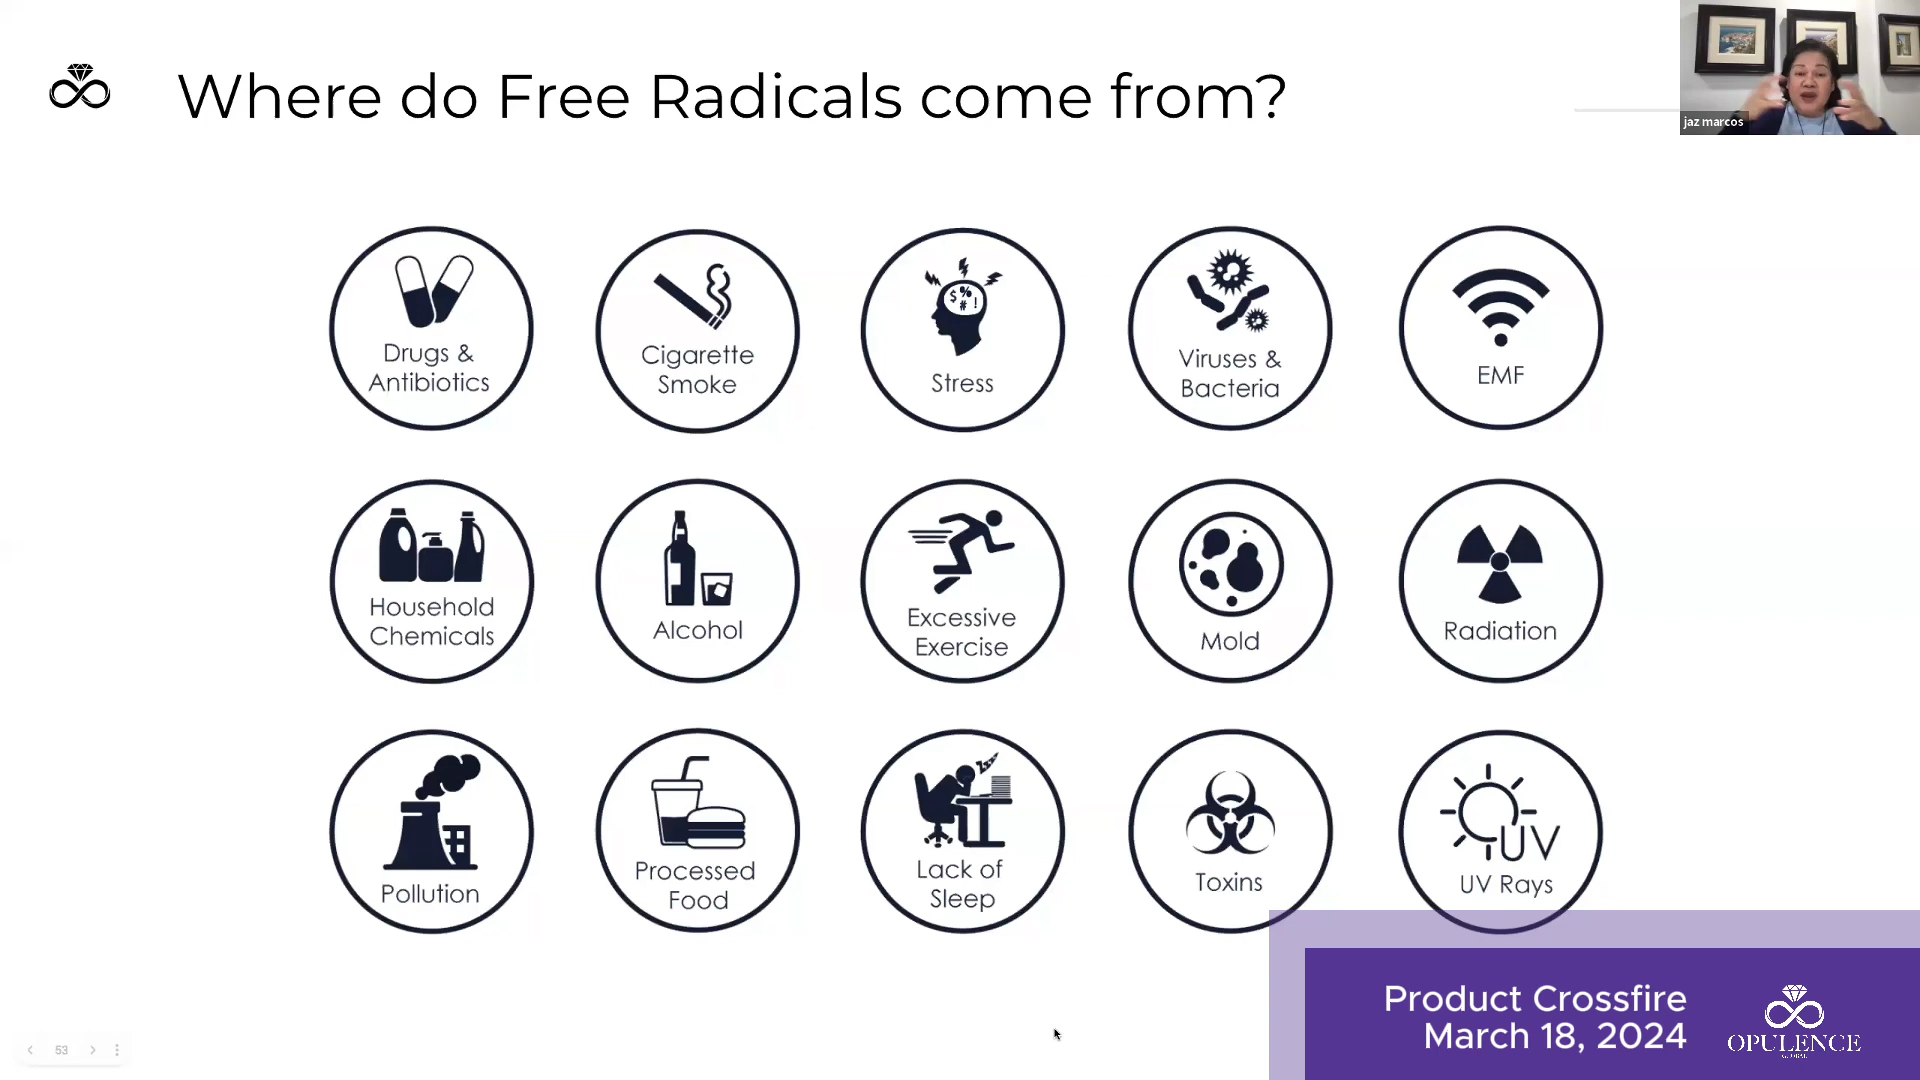 Where do Free Radicals come from?
jaz marcos
Drugs &
Antibiotics
Cigarette
Smoke
$%
#!
Stress
Viruses &
Bacteria
EMF
Household
Chemicals
Alcohol
Excessive
Exercise
Mold
Radiation
Pollution
Processed
Food
Lack of
Sleep
Toxins
UV
UV Rays
Product Crossfire
March 18, 2024
OPULENCE
GLOBAL
53